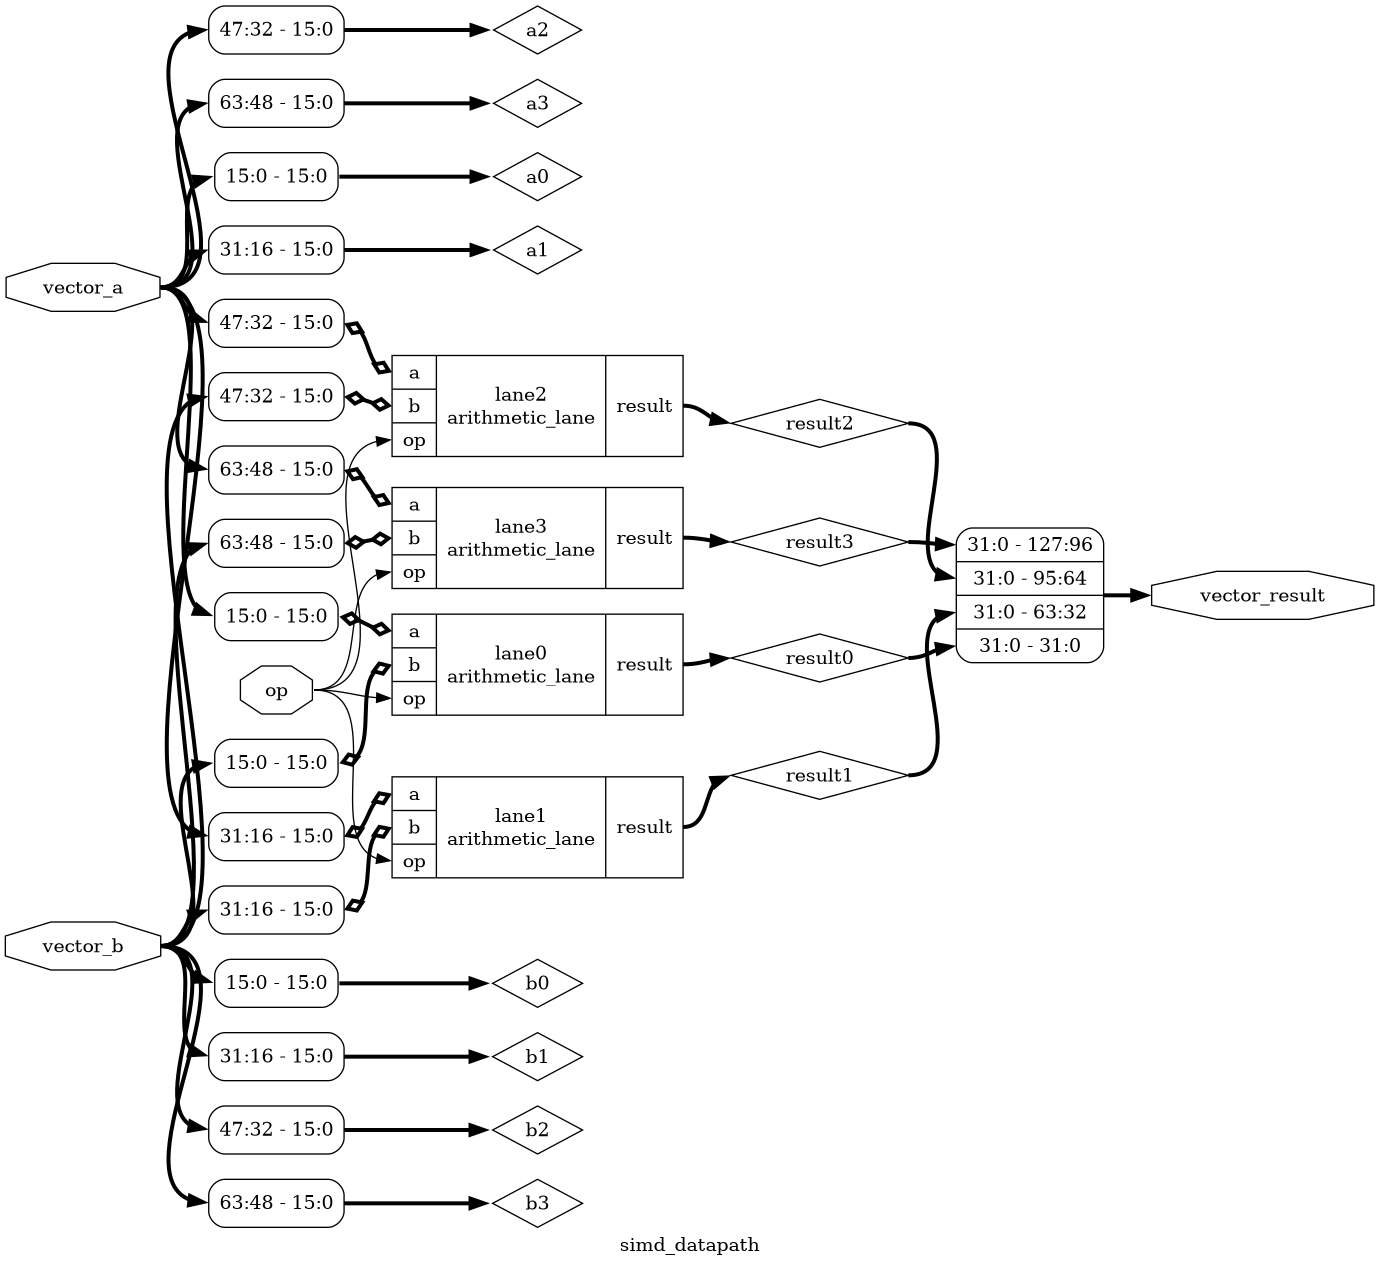 47:32 - 15:0
a2
63:48 - 15:0
a3
15:0 - 15:0
a0
31:16 - 15:0
a1
vector_a
47:32 - 15:0
47:32 - 15:0
63:48 - 15:0
63:48 - 15:0
15:0 - 15:0
op
15:0 - 15:0
31:16 - 15:0
31:16 - 15:0
vector_b
a
b
op
lane2
arithmetic_lane
result
result2
a
b
op
lane3
arithmetic_lane
result
result3
a
b
op
lane0
arithmetic_lane
result
result0
a
b
op
lane1
arithmetic_lane
result
result1
31:0 - 127:96
31:0 - 95:64
31:0 - 63:32
31:0 - 31:0
vector_result
15:0 - 15:0
b0
31:16 - 15:0
b1
47:32 - 15:0
b2
63:48 - 15:0
b3
simd_datapath